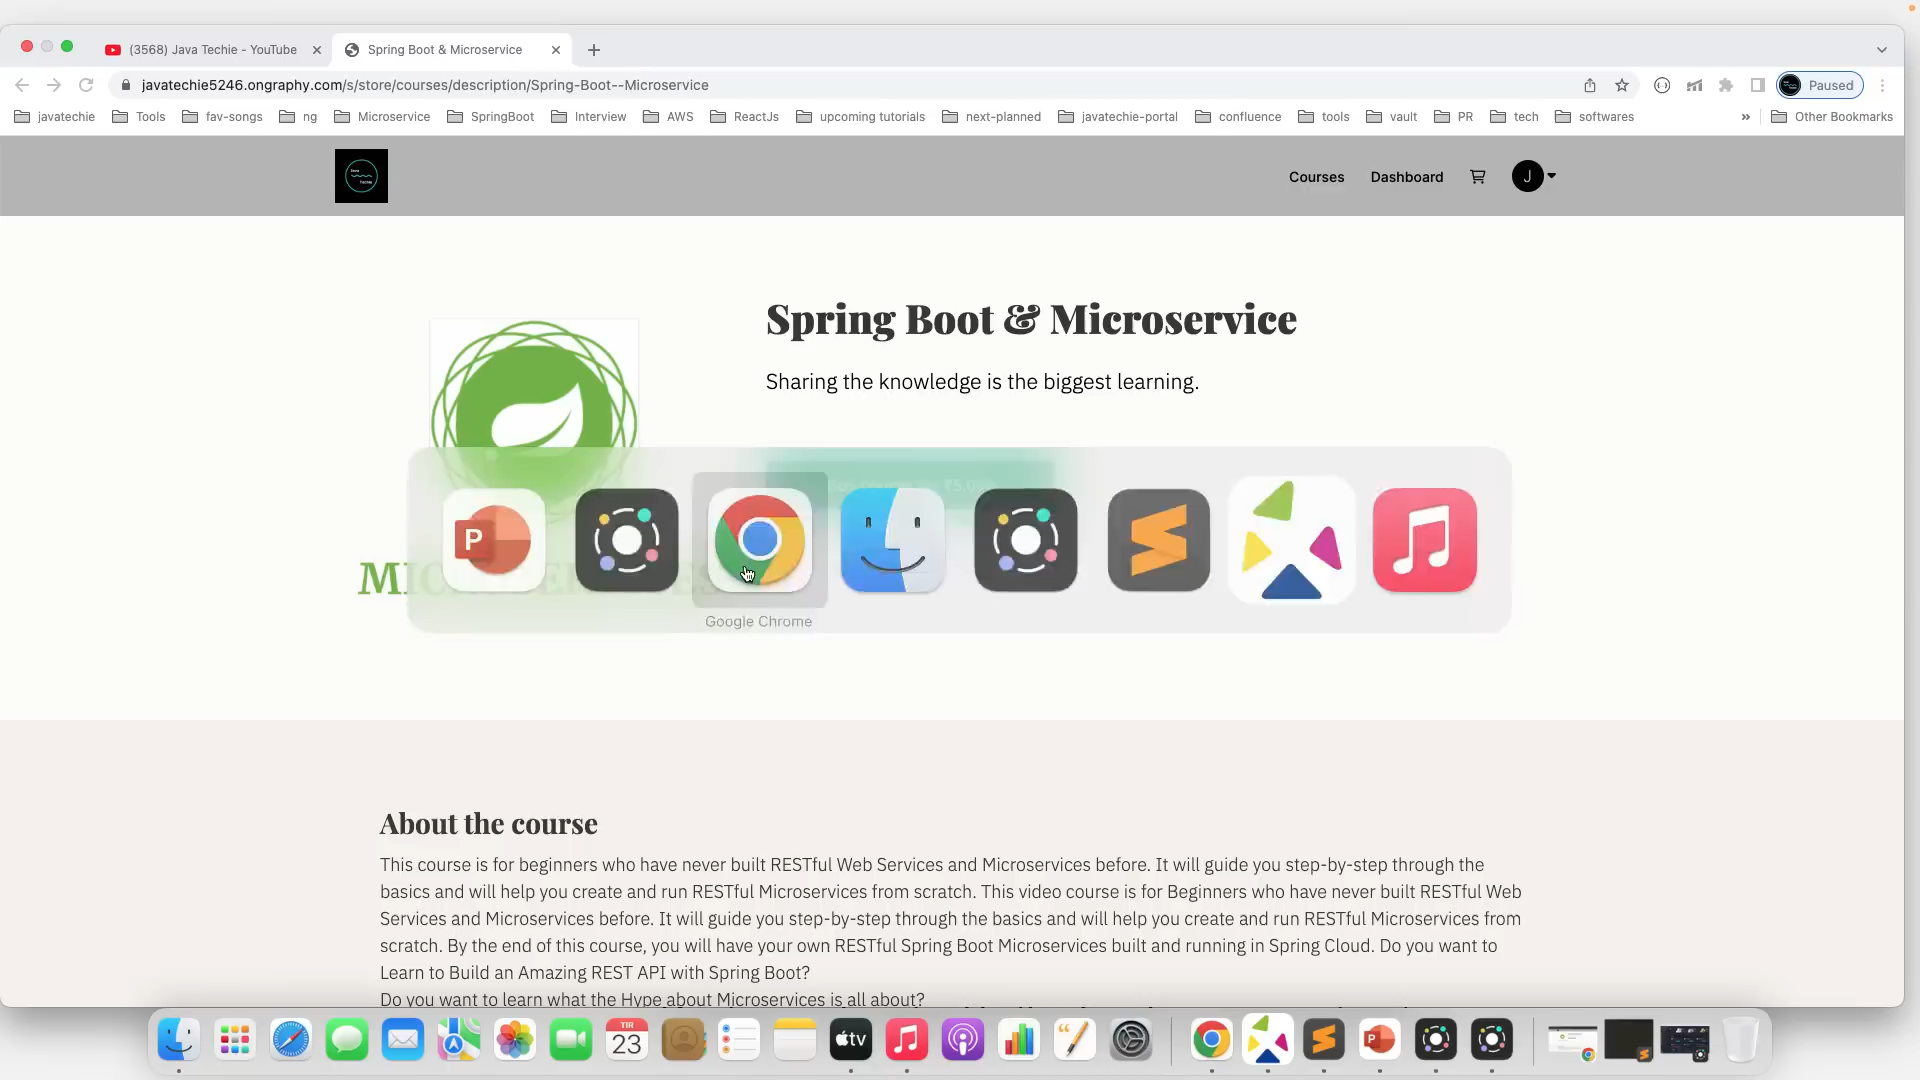 (3568) Java Techie - YouTube
Spring Boot & Microservice
javatechie5246.ongraphy.com/s/store/courses/description/Spring-Boot--Microservice
Paused
javatechie
Tools
fav-songs
ng
Microservice
SpringBoot
Interview
AWS
ReactJs
upcoming tutorials
next-planned
javatechie-portal
confluence
tools
vault
PR
tech
softwares
»
Other Bookmarks
Courses
Dashboard
J
Spring Boot & Microservice
Sharing the knowledge is the biggest learning.
P
Google Chrome
About the course
This course is for beginners who have never built RESTful Web Services and Microservices before. It will guide you step-by-step through the
basics and will help you create and run RESTful Microservices from scratch. This video course is for Beginners who have never built RESTful Web
Services and Microservices before. It will guide you step-by-step through the basics and will help you create and run RESTful Microservices from
scratch. By the end of this course, you will have your own RESTful Spring Boot Microservices built and running in Spring Cloud. Do you want to
Learn to Build an Amazing REST API with Spring Boot?
Do you want to learn what the Hype about Microservices is all about?
TIR
23
tv
P